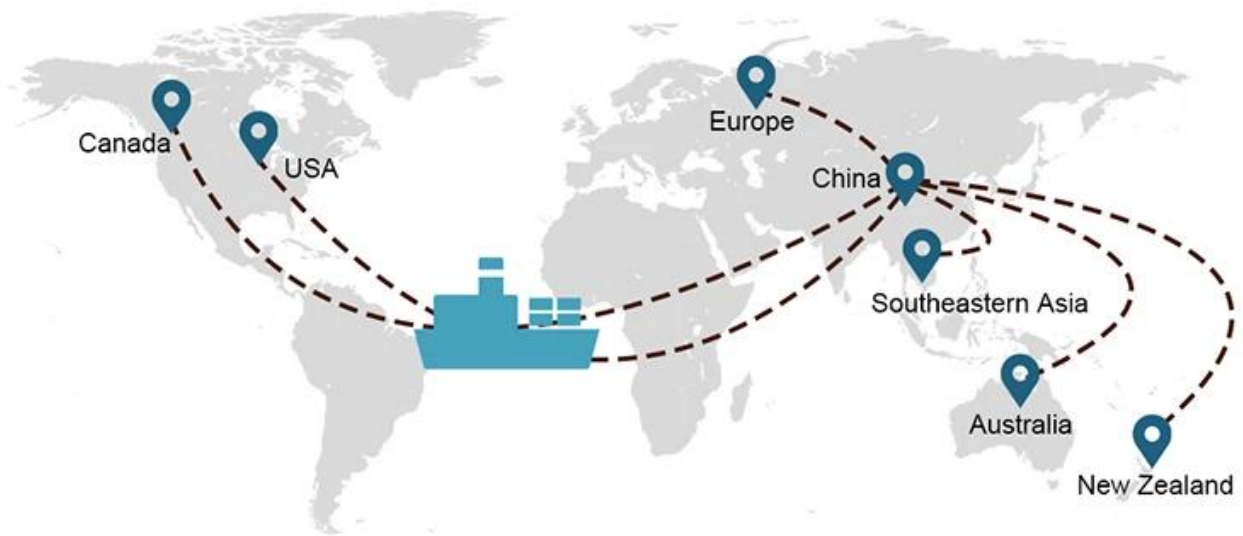 Canada
USA
Europe
China
Southeastern Asia
Australia
New Zealand